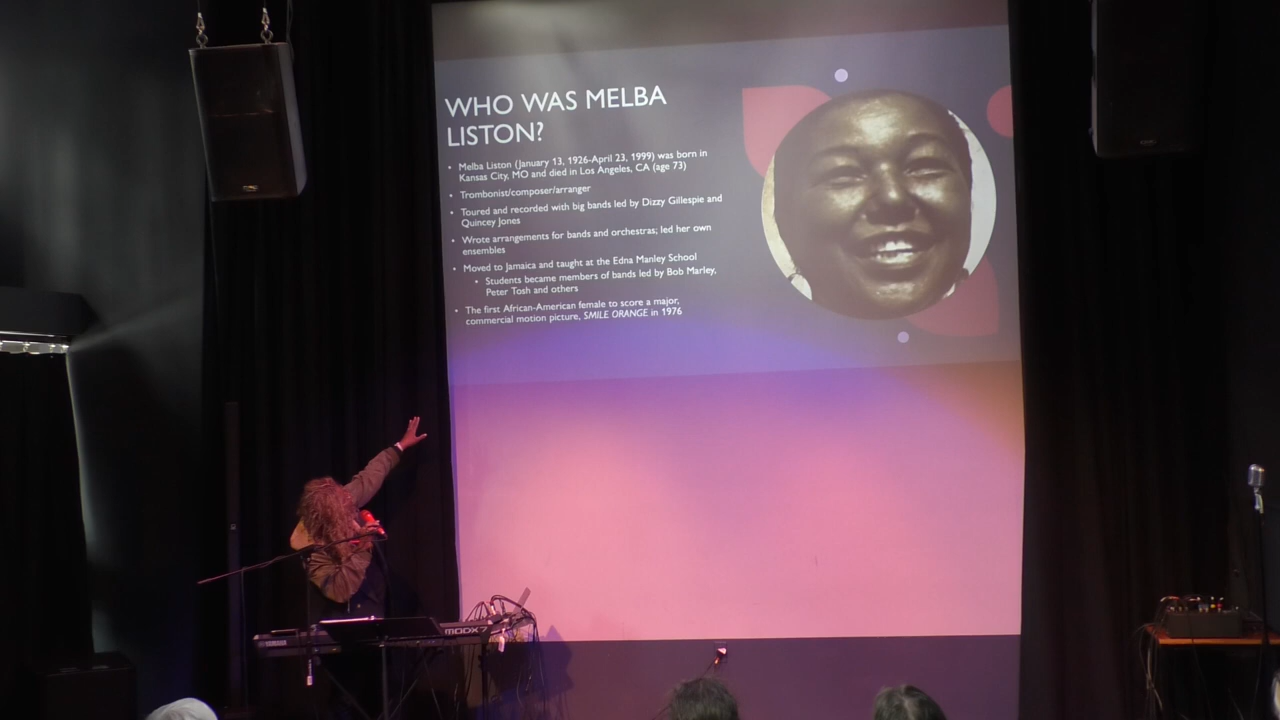 WHO WAS MELBA
LISTON?
• Melba Liston (January 13, 1926-April 23, 1999) was born in
Kansas City, MO and died in Los Angeles, CA (age 73)
• Trombonist/composer/arranger
• Toured and recorded with big bands led by Dizzy Gillespie and
Quincey Jones
• Wrote arrangements for bands and orchestras; led her own
ensembles
• Moved to Jamaica and taught at the Edna Manley School
• Students became members of bands led by Bob Marley,
Peter Tosh and others
• The first African-American female to score a major,
commercial motion picture, SMILE ORANGE in 1976
YAMAHA
MODX7